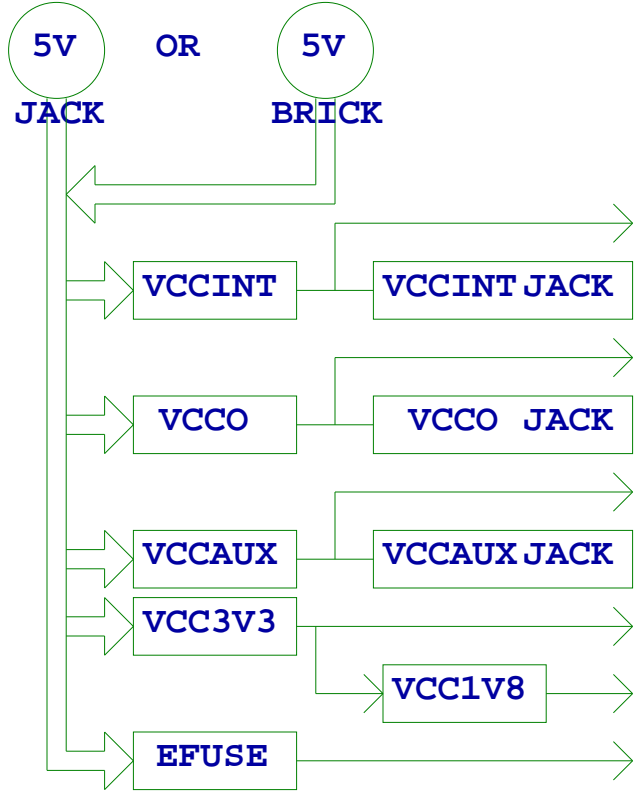 5V OR 5V
JACK BRICK
VCCINT VCCINT JACK
VCCO VCCO JACK
VCCAUX VCCAUX JACK
VCC3V3
VCC1V8
EFUSE